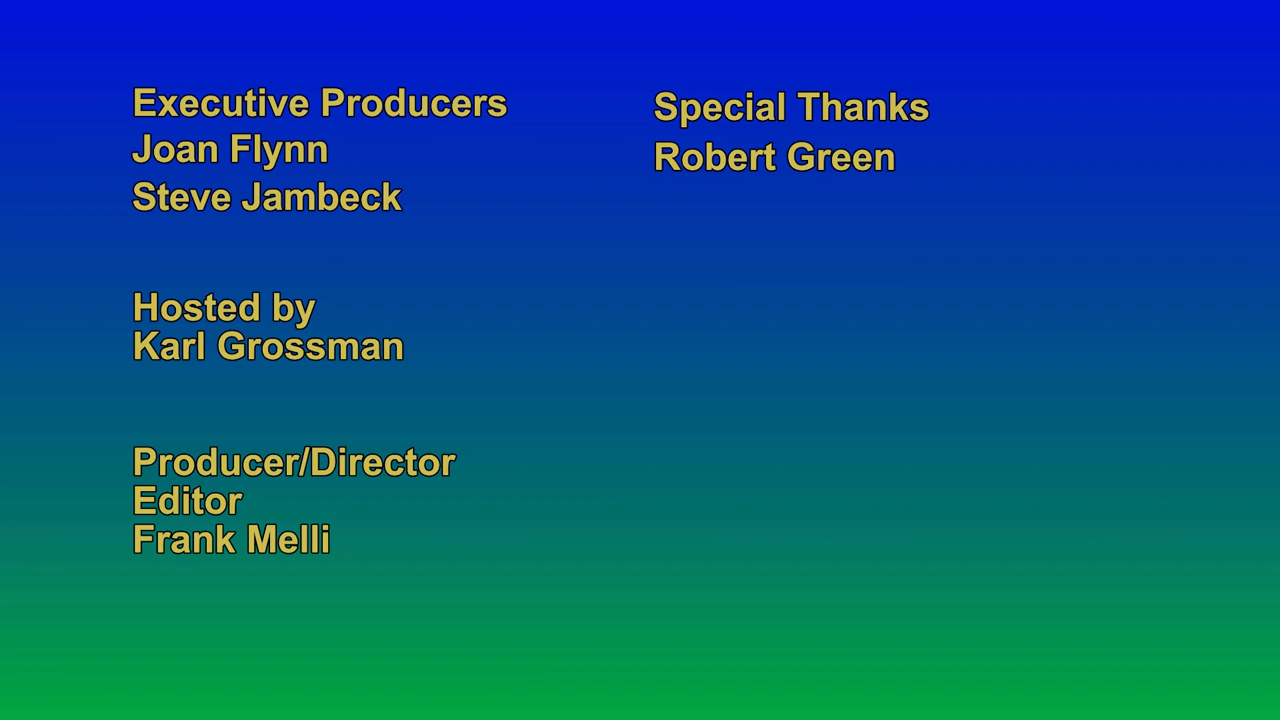 Executive Producers
Joan Flynn
Steve Jambeck
Hosted by
Karl Grossman
Producer/Director
Editor
Frank Melli
Special Thanks
Robert Green